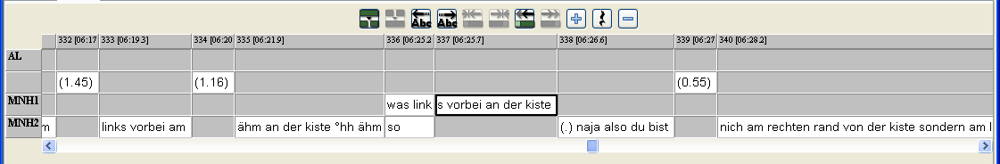 Abc Abc
332 [06:17 333 [06:19.3] 334 [06:20 335 [06:21.9] 336 [06:25.2 337 [06:25.7] 338 [06:26.6] 339 [06:27 340 [06:28.2]
AL
(1.45) (1.16) (0.55)
MNH1 was link s vorbei an der kiste
MNH2 m links vorbei am ähm an der kiste °hh ähm so (.) naja also du bist nich am rechten rand von der kiste sondern am l